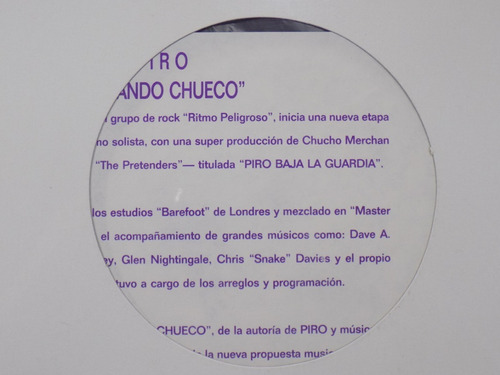 IRO
ANDO CHUECO"
grupo de rock "Ritmo Peligroso", inicia una nueva etapa
no solista, con una super producción de Chucho Merchan
"The Pretenders"— titulada "PIRO BAJA LA GUARDIA".
los estudios "Barefoot" de Londres y mezclado en "Master
el acompañamiento de grandes músicos como: Dave A.
ey, Glen Nightingale, Chris "Snake" Davies y el propio
tuvo a cargo de los arreglos y programación.
CHUECO", de la autoría de PIRO y músic
la nueva propuesta music